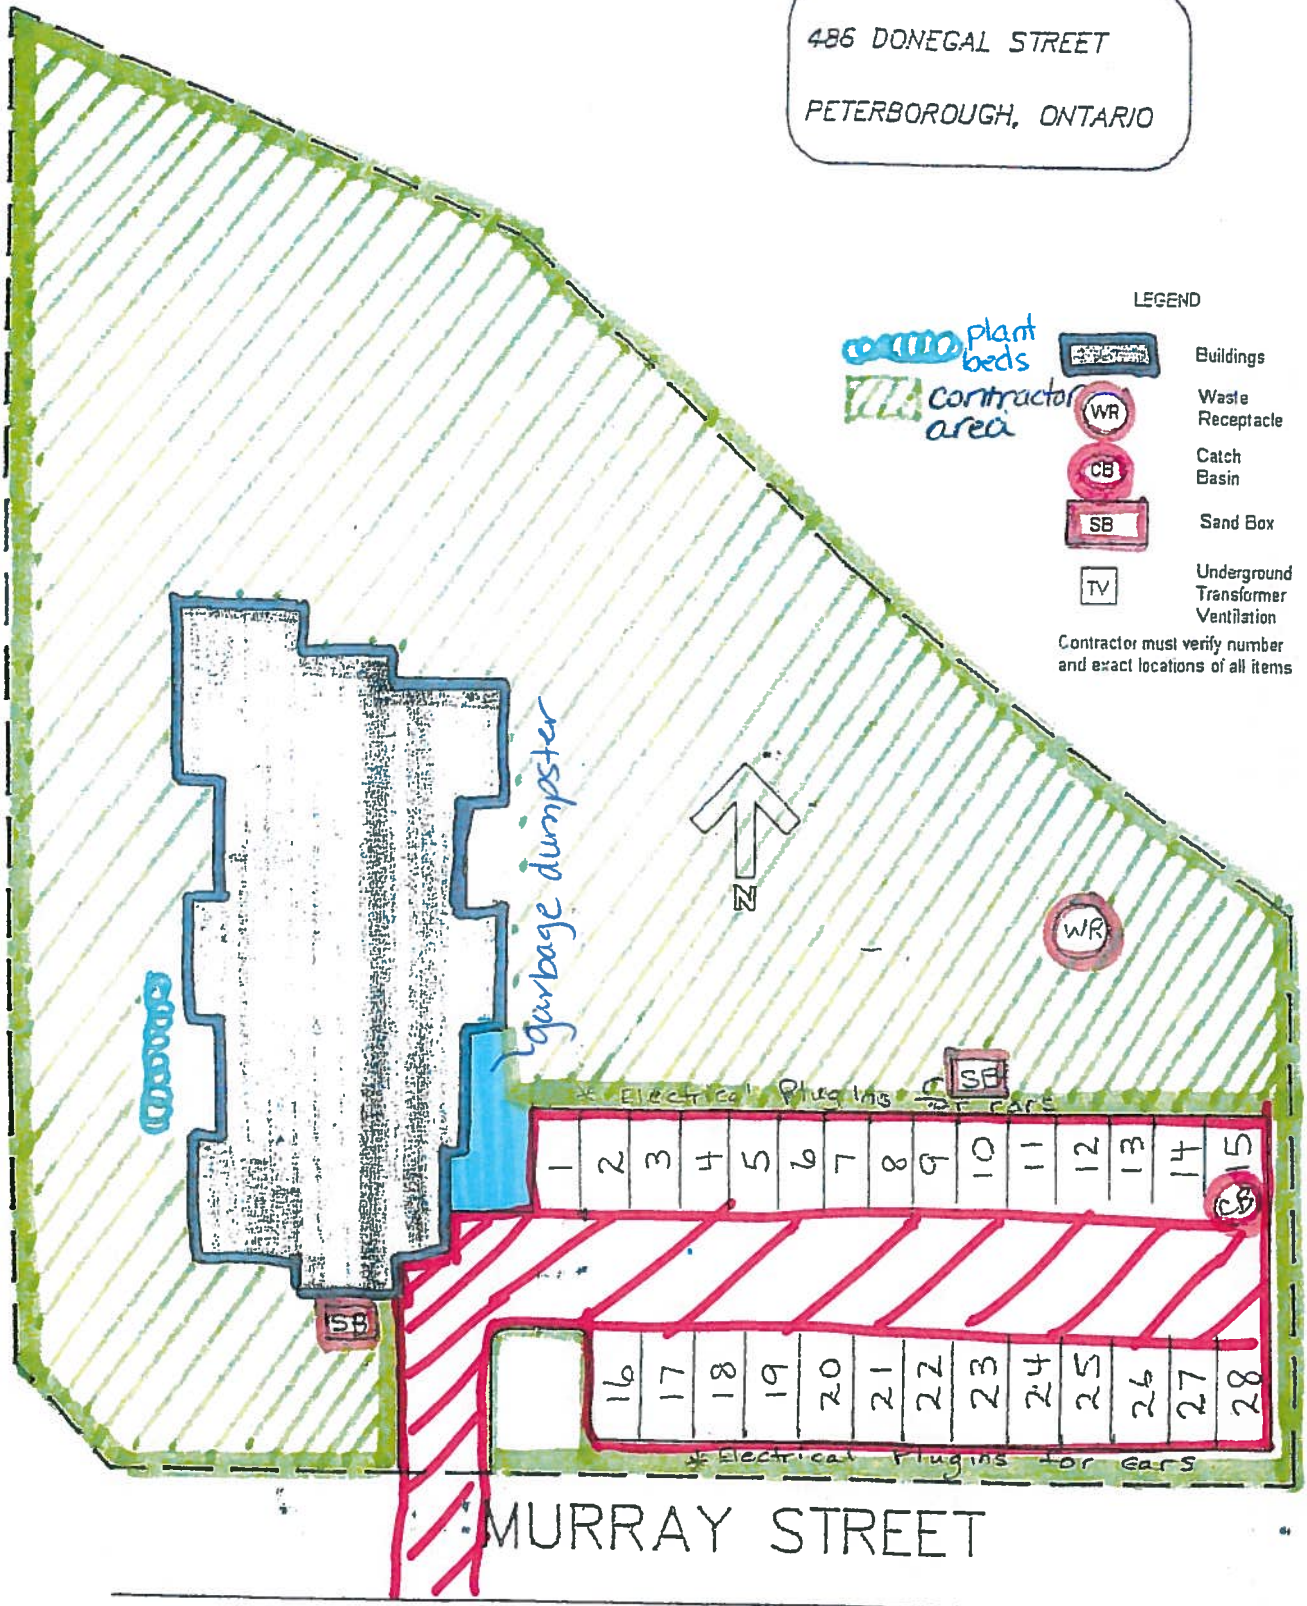 486 DONEGAL STREET
PETERBOROUGH, ONTARIO
LEGEND
plant
beds
contractor
area
Buildings
WR
Waste
Receptacle
CB
Catch
Basin
SB
Sand Box
TV
Underground
Transformer
Ventilation
Contractor must verify number
and exact locations of all items
garbage dumpster
N
WR
SB
* Electrical Plug Ins for cars
1 2 3 4 5 6 7 8 9 10 11 12 13 14 15
CB
SB
16 17 18 19 20 21 22 23 24 25 26 27 28
* Electrical Plugins for cars
MURRAY STREET